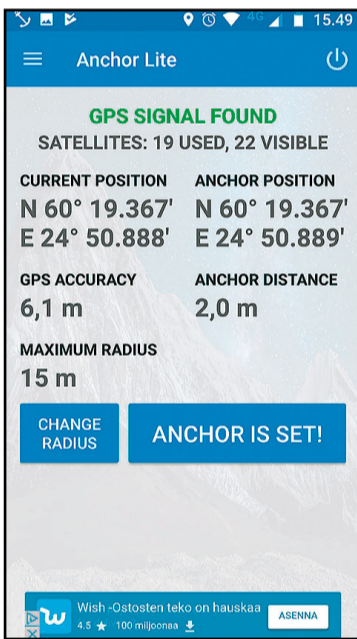 4G 15.49
Anchor Lite
GPS SIGNAL FOUND
SATELLITES: 19 USED, 22 VISIBLE
CURRENT POSITION
N 60° 19.367'
E 24° 50.888'
ANCHOR POSITION
N 60° 19.367'
E 24° 50.889'
GPS ACCURACY
6,1 m
ANCHOR DISTANCE
2,0 m
MAXIMUM RADIUS
15 m
CHANGE
RADIUS
ANCHOR IS SET!
Wish -Ostosten teko on hauskaa
4.5 ★ 100 miljoonaa
ASENNA